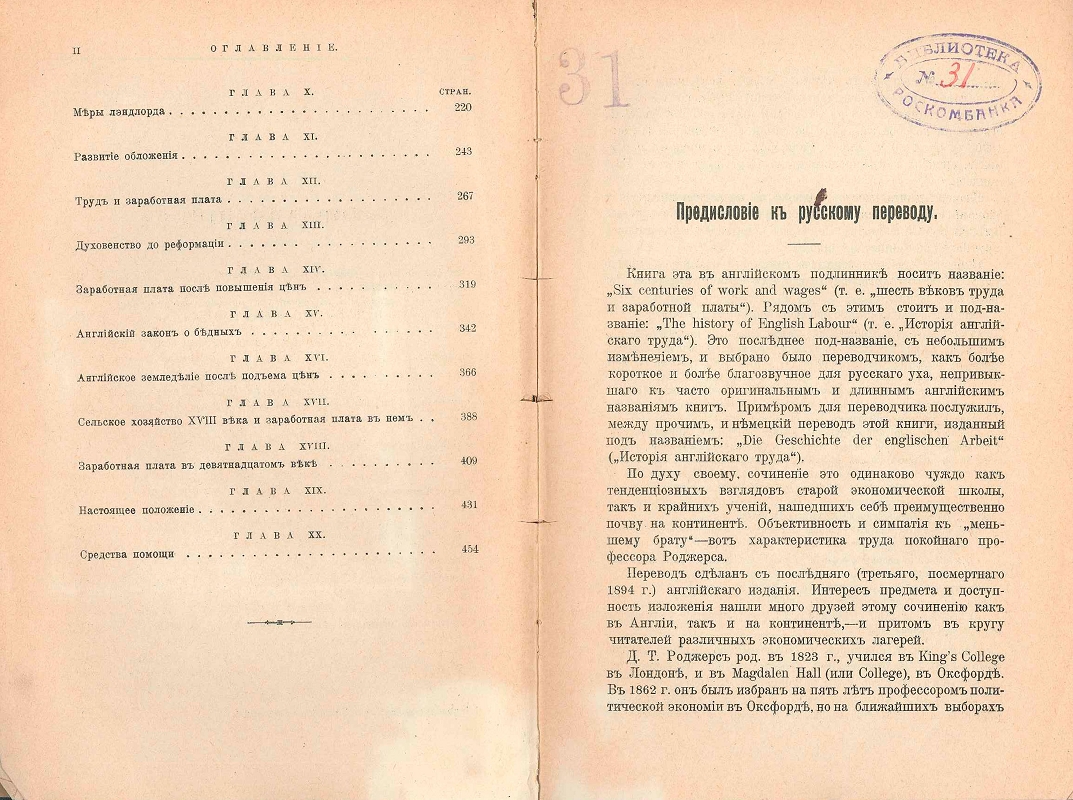 II
ОГЛАВЛЕНІЕ.
ГЛАВА X.
СТРАН.
Мѣры лэндлорда . . . . . . . . . . . . . . . . . . . . . . . 220
ГЛАВА XI.
Развитіе обложенія . . . . . . . . . . . . . . . . . . . . . . 243
ГЛАВА XII.
Трудъ и заработная плата . . . . . . . . . . . . . . . . . . 267
ГЛАВА XIII.
Духовенство до реформаціи . . . . . . . . . . . . . . . . . 293
ГЛАВА XIV.
Заработная плата послѣ повышенія цѣн . . . . . . . . . . 319
ГЛАВА XV.
Англійскій законъ о бѣдныхъ . . . . . . . . . . . . . . . . 342
ГЛАВА XVI.
Англійское земледѣліе послѣ подъема цѣнъ . . . . . . . . . 366
ГЛАВА XVII.
Сельское хозяйство XVIII вѣка и заработная плата въ немъ . . 388
ГЛАВА XVIII.
Заработная плата въ девятнадцатомъ вѣкѣ . . . . . . . . . 409
ГЛАВА XIX.
Настоящее положеніе . . . . . . . . . . . . . . . . . . . . 431
ГЛАВА XX.
Средства помощи . . . . . . . . . . . . . . . . . . . . . . 454
31
БИБЛИОТЕКА
№ 31
РОСКОМБАНКА
Предисловіе къ русскому переводу.
Книга эта въ англійскомъ подлинникѣ носитъ названіе:
„Six centuries of work and wages“ (т. е. „шесть вѣковъ труда
и заработной платы“). Рядомъ съ этимъ стоитъ и под-на-
званіе: „The history of English Labour“ (т. е. „Исторія англій-
скаго труда“). Это послѣднее под-названіе, съ небольшимъ
измѣненіемъ, и выбрано было переводчикомъ, какъ болѣе
короткое и болѣе благозвучное для русскаго уха, непривык-
шаго къ часто оригинальнымъ и длиннымъ англійскимъ
названіямъ книгъ. Примѣромъ для переводчика послужилъ,
между прочимъ, и нѣмецкій переводъ этой книги, изданный
подъ названіемъ: „Die Geschichte der englischen Arbeit“
(„Исторія англійскаго труда“).
По духу своему, сочиненіе это одинаково чуждо какъ
тенденціозныхъ взглядовъ старой экономической школы,
такъ и крайнихъ ученій, нашедшихъ себѣ преимущественно
почву на континентѣ. Объективность и симпатія къ „мень-
шему брату“—вотъ характеристика труда покойнаго про-
фессора Роджерса.
Переводъ сдѣланъ съ послѣдняго (третьяго, посмертнаго
1894 г.) англійскаго изданія. Интересъ предмета и доступ-
ность изложенія нашли много друзей этому сочиненію какъ
въ Англіи, такъ и на континентѣ,—и притомъ въ кругу
читателей различныхъ экономическихъ лагерей.
Д. Т. Роджерсъ род. въ 1823 г., учился въ King's College
въ Лондонѣ, и въ Magdalen Hall (или College), въ Оксфордѣ.
Въ 1862 г. онъ былъ избранъ на пять лѣтъ профессоромъ поли-
тической экономіи въ Оксфордѣ, но на ближайшихъ выборахъ